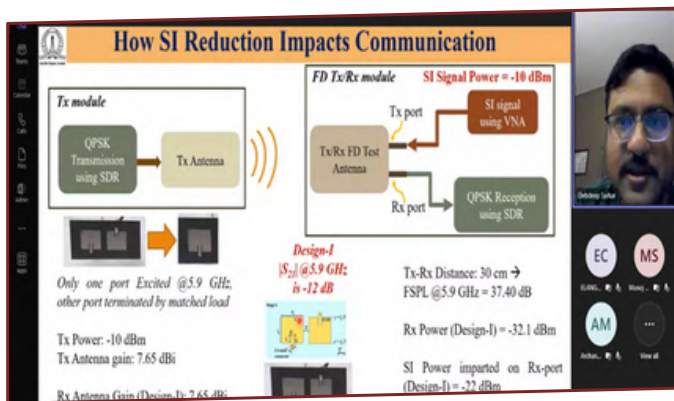 How SI Reduction Impacts Communication
Tx module
QPSK
Transmission
using SDR
Tx Antenna
FD Tx/Rx module
SI Signal Power = -10 dBm
Tx port
SI signal
using VNA
Tx/Rx FD Test
Antenna
Rx port
QPSK Reception
using SDR
Only one port Excited @5.9 GHz,
other port terminated by matched load
Tx Power: -10 dBm
Tx Antenna gain: 7.65 dBi
Rx Antenna Gain (Design-I): 7.65 dBi
Design-I
|S21| @5.9 GHz
is -12 dB
Tx-Rx Distance: 30 cm →
FSPL @5.9 GHz = 37.40 dB
Rx Power (Design-I) = -32.1 dBm
SI Power imparted on Rx-port
(Design-I) = -22 dBm
Teams
Calendar
Calls
Files
Apps
Debdeep Sarkar
EC
MS
AM
View all